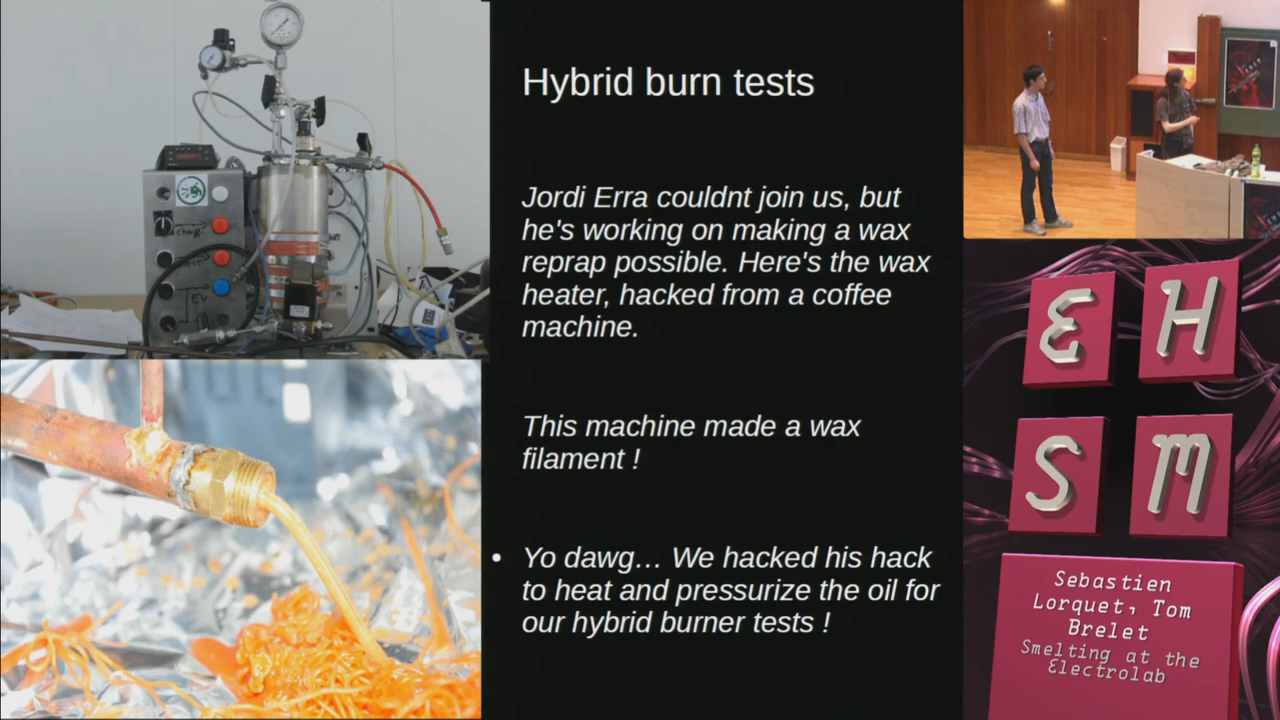 Hybrid burn tests
Jordi Erra couldnt join us, but
he's working on making a wax
reprap possible. Here's the wax
heater, hacked from a coffee
machine.
This machine made a wax
filament !
• Yo dawg… We hacked his hack
to heat and pressurize the oil for
our hybrid burner tests !
E H
S M
Sebastien
Lorquet, Tom
Brelet
Smelting at the
Electrolab